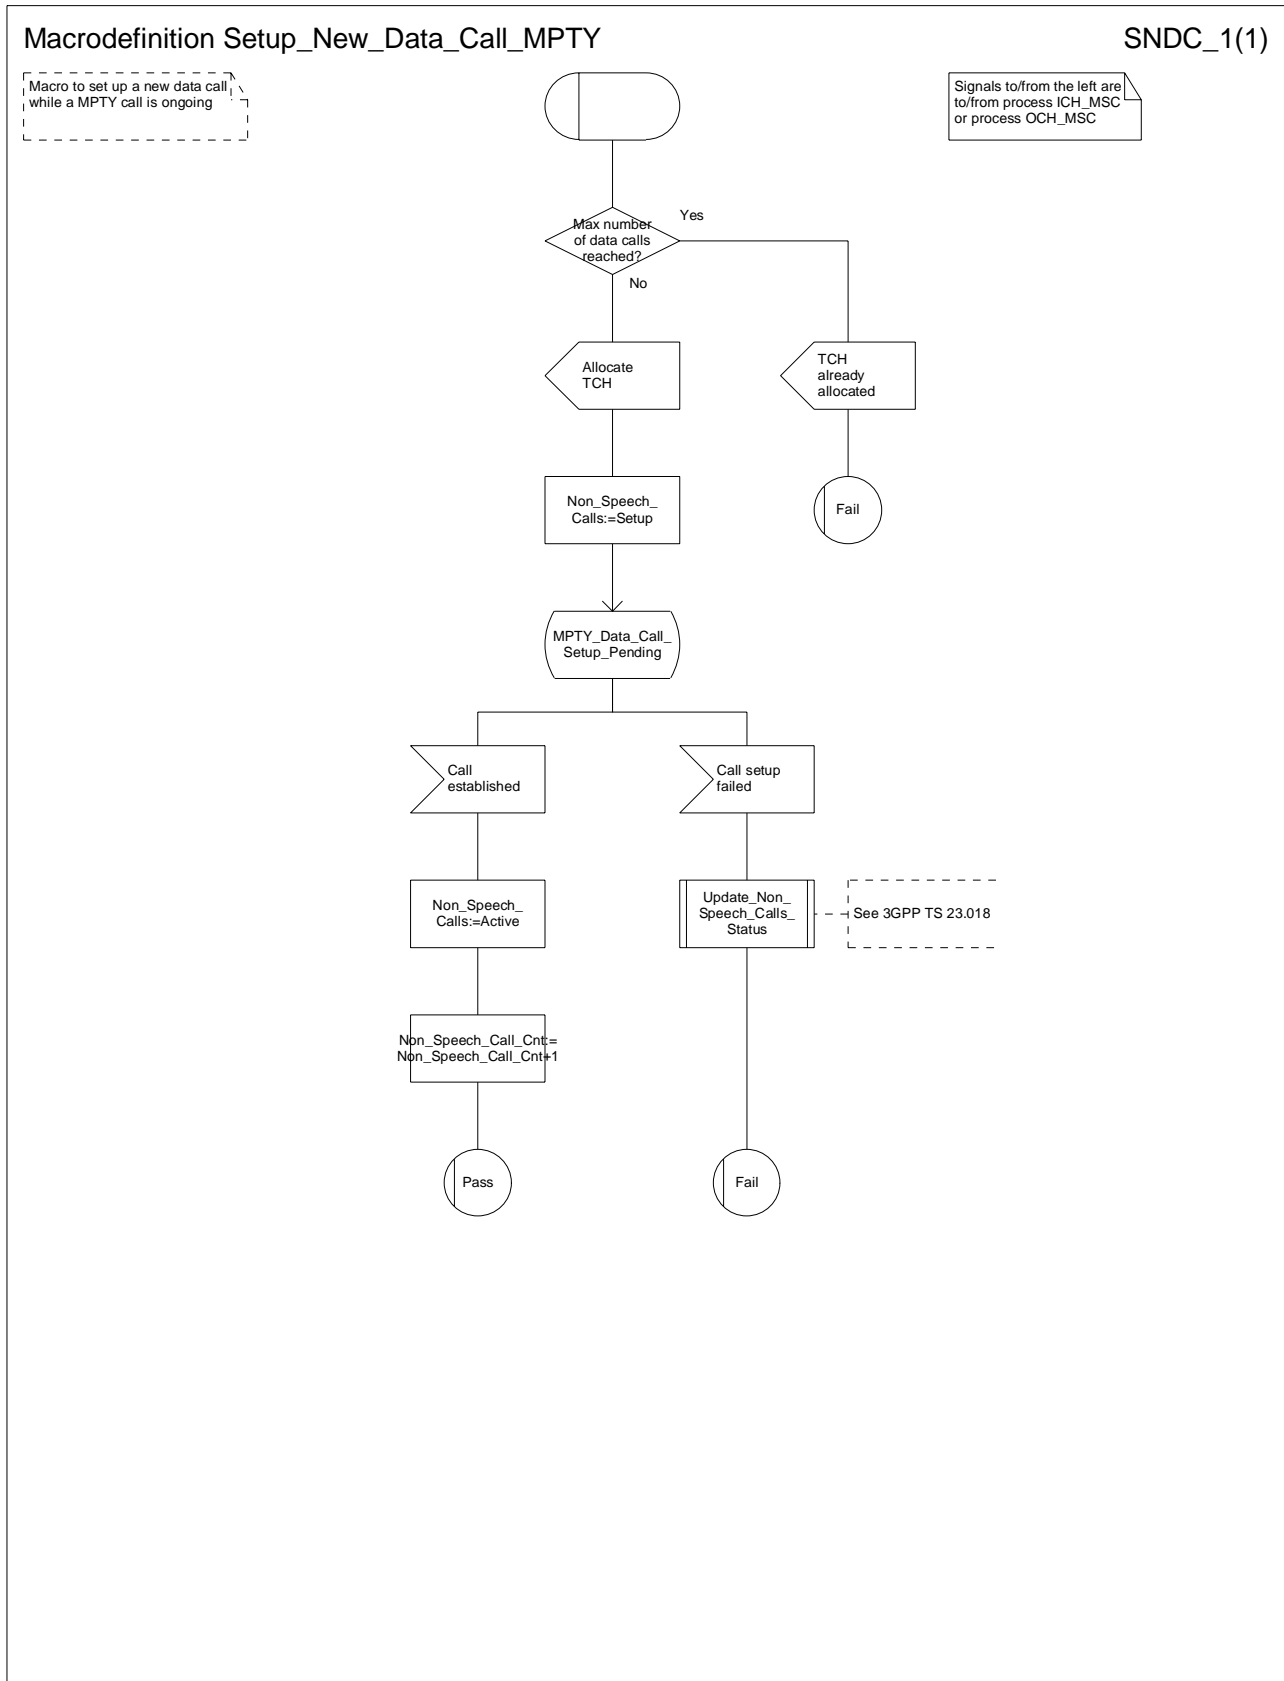 Macrodefinition Setup_New_Data_Call_MPTY
SNDC_1(1)
Macro to set up a new data call
while a MPTY call is ongoing
Signals to/from the left are
to/from process ICH_MSC
or process OCH_MSC
Max number
of data calls
reached?
Yes
No
Allocate
TCH
TCH
already
allocated
Non_Speech_
Calls:=Setup
Fail
MPTY_Data_Call_
Setup_Pending
Call
established
Call setup
failed
Non_Speech_
Calls:=Active
Update_Non_
Speech_Calls_
Status
See 3GPP TS 23.018
Non_Speech_Call_Cnt:=
Non_Speech_Call_Cnt+1
Pass
Fail